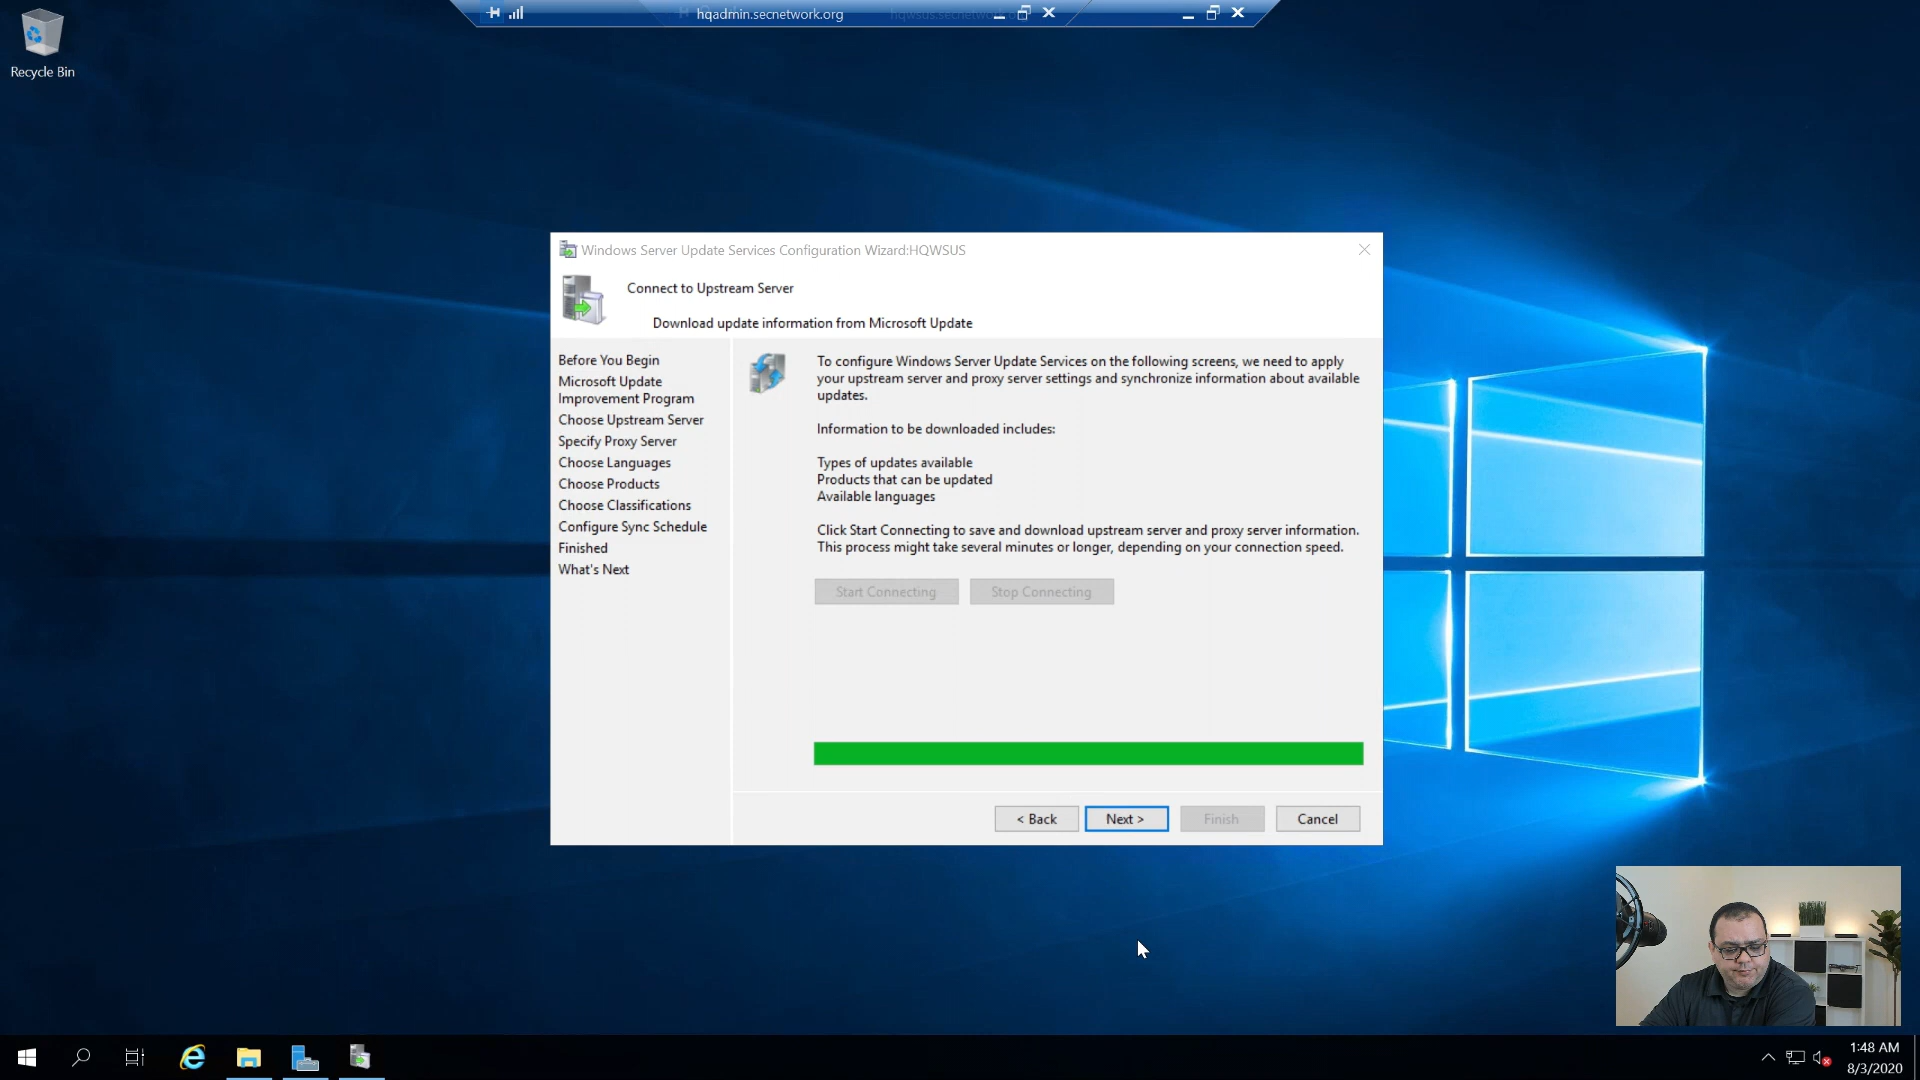 hqadmin.secnetwork.org
hqwsus.secnetwork.org
Recycle Bin
Windows Server Update Services Configuration Wizard:HQWSUS
Connect to Upstream Server
Download update information from Microsoft Update
Before You Begin
Microsoft Update
Improvement Program
Choose Upstream Server
Specify Proxy Server
Choose Languages
Choose Products
Choose Classifications
Configure Sync Schedule
Finished
What's Next
To configure Windows Server Update Services on the following screens, we need to apply
your upstream server and proxy server settings and synchronize information about available
updates.
Information to be downloaded includes:
Types of updates available
Products that can be updated
Available languages
Click Start Connecting to save and download upstream server and proxy server information.
This process might take several minutes or longer, depending on your connection speed.
Start Connecting
Stop Connecting
< Back
Next >
Finish
Cancel
1:48 AM
8/3/2020